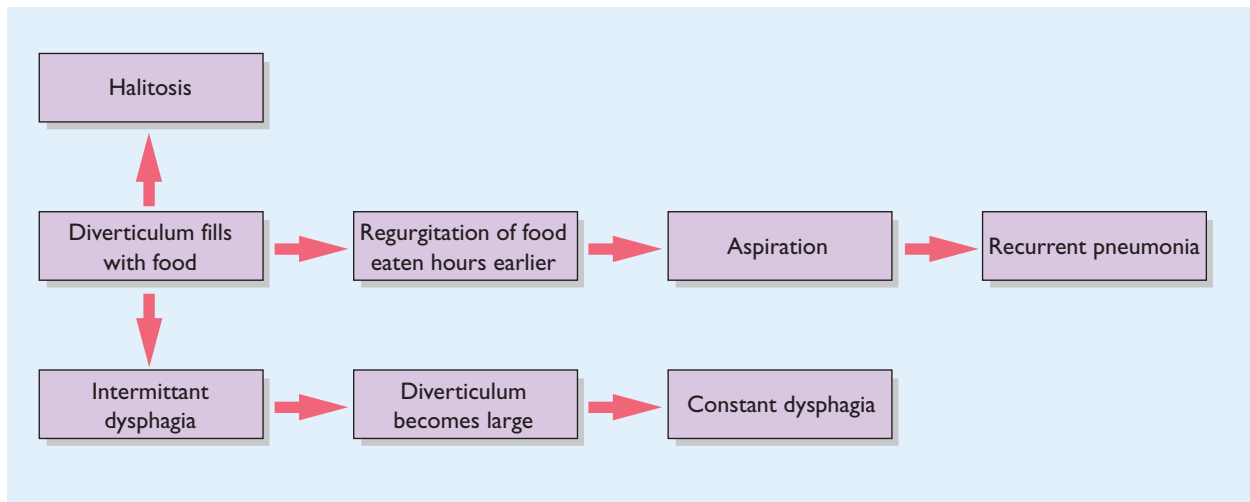 Halitosis
Diverticulum fills
with food
Regurgitation of food
eaten hours earlier
Aspiration
Recurrent pneumonia
Intermittant
dysphagia
Diverticulum
becomes large
Constant dysphagia